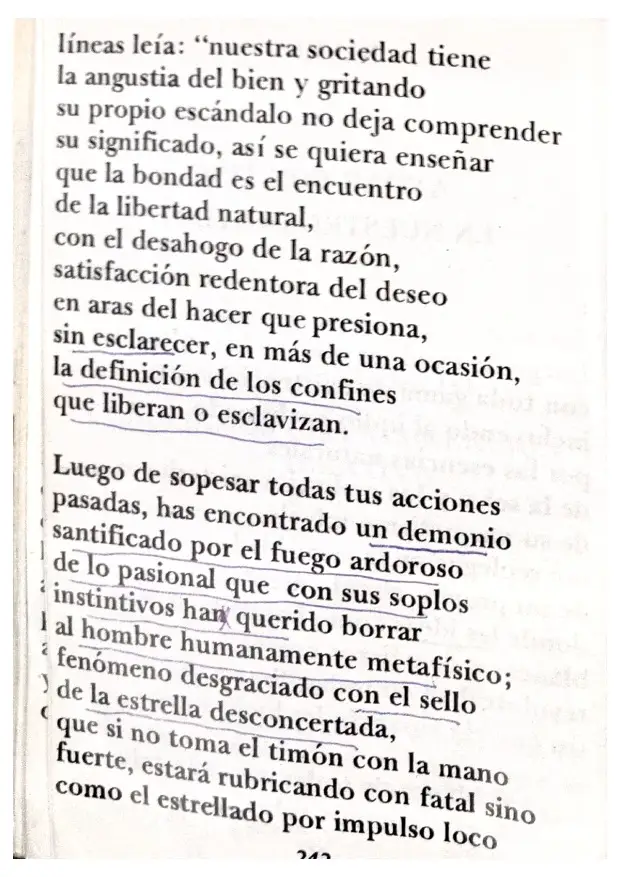 líneas leía: “nuestra sociedad tiene
la angustia del bien y gritando
su propio escándalo no deja comprender
su significado, así se quiera enseñar
que la bondad es el encuentro
de la libertad natural,
con el desahogo de la razón,
satisfacción redentora del deseo
en aras del hacer que presiona,
sin esclarecer, en más de una ocasión,
la definición de los confines
que liberan o esclavizan.
Luego de sopesar todas tus acciones
pasadas, has encontrado un demonio
santificado por el fuego ardoroso
de lo pasional que con sus soplos
instintivos han querido borrar
al hombre humanamente metafísico;
fenómeno desgraciado con el sello
de la estrella desconcertada,
que si no toma el timón con la mano
fuerte, estará rubricando con fatal sino
como el estrellado por impulso loco
242